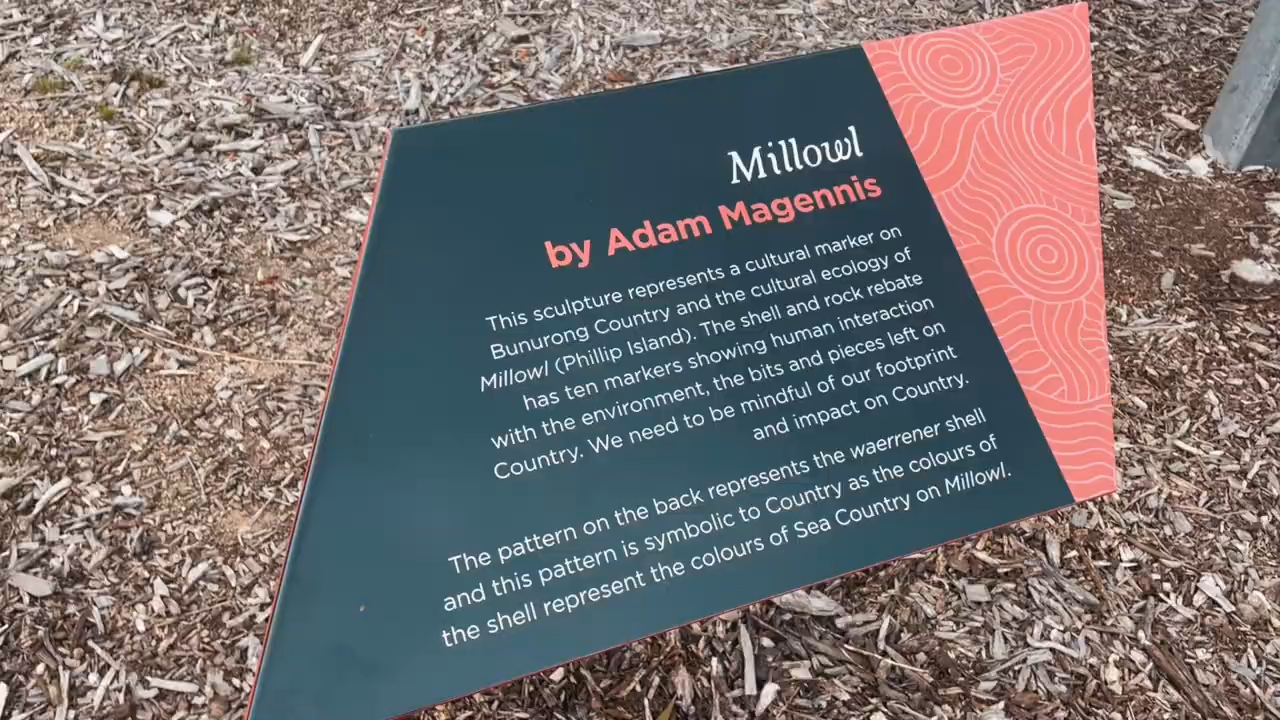 Millowl
by Adam Magennis
This sculpture represents a cultural marker on
Bunurong Country and the cultural ecology of
Millowl (Phillip Island). The shell and rock rebate
has ten markers showing human interaction
with the environment, the bits and pieces left on
Country. We need to be mindful of our footprint
and impact on Country.
The pattern on the back represents the waerrener shell
and this pattern is symbolic to Country as the colours of
the shell represent the colours of Sea Country on Millowl.